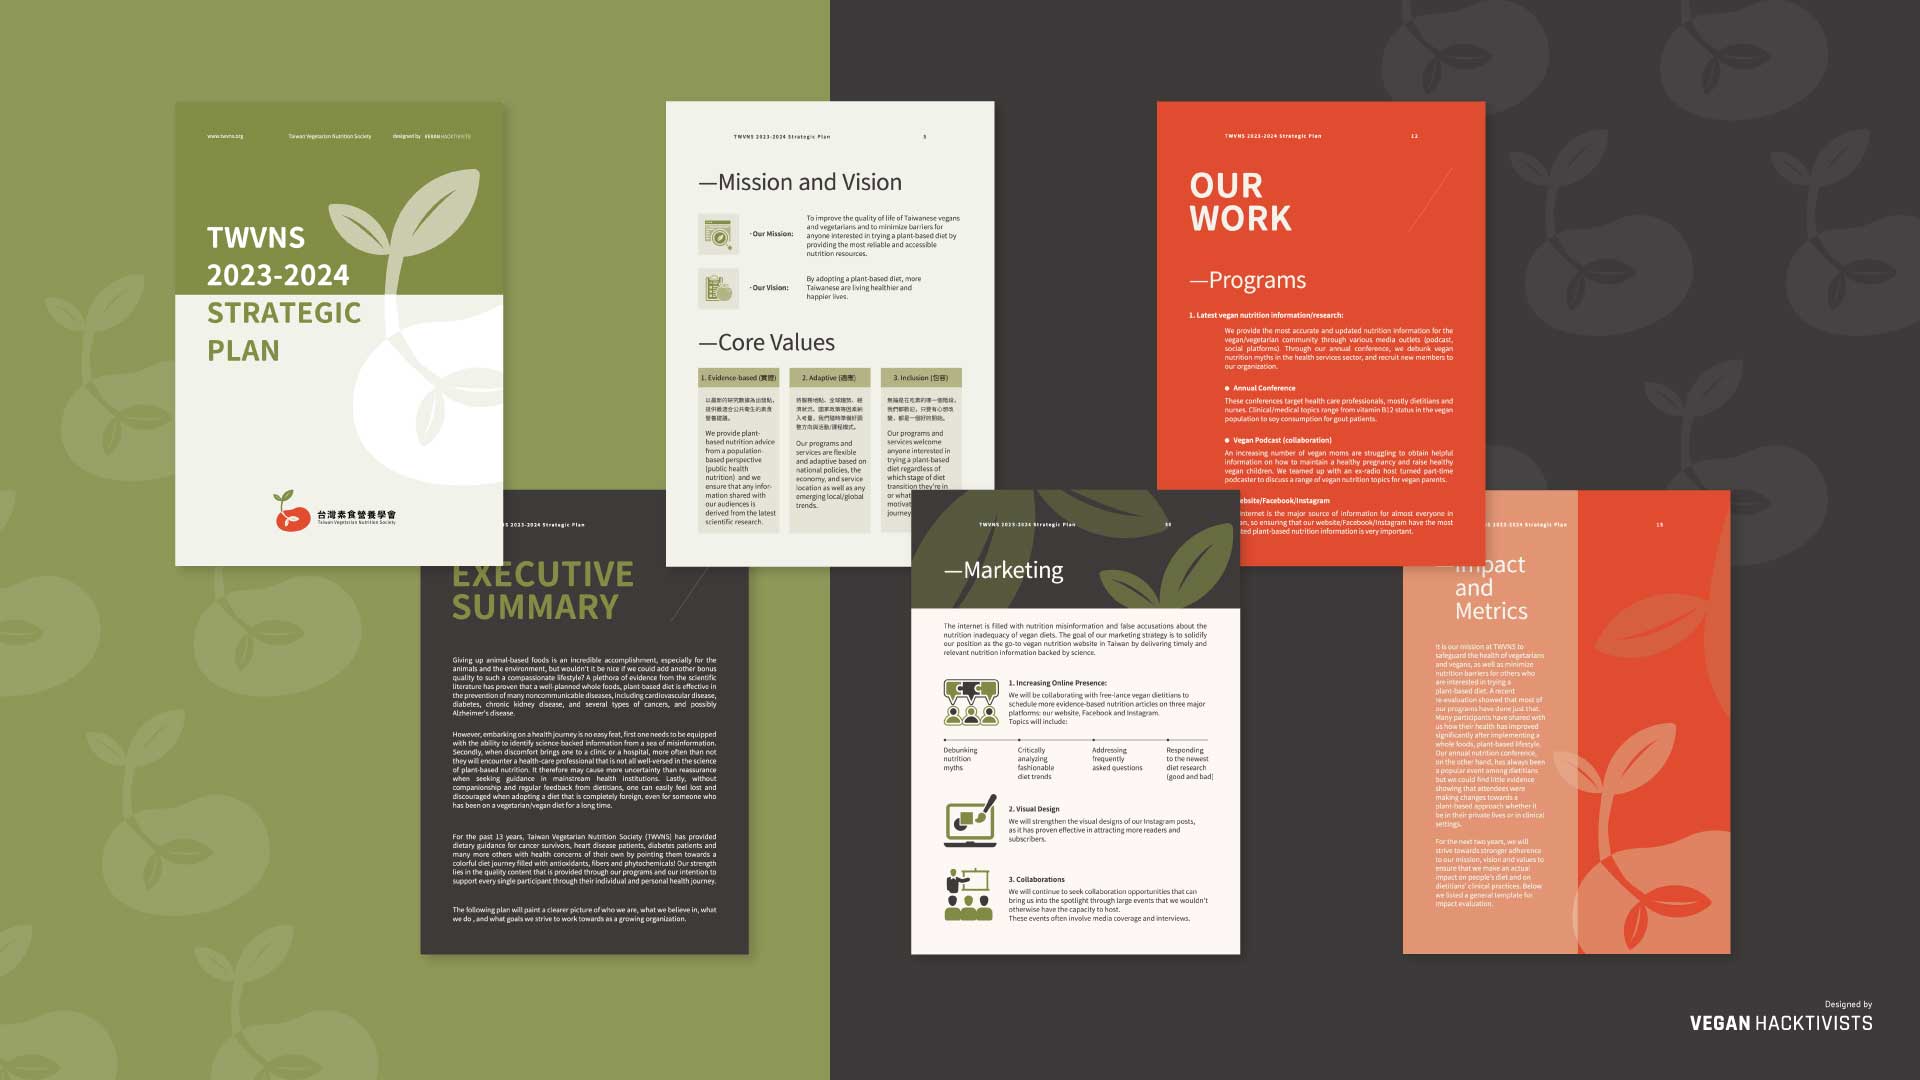 www.twvns.org
Taiwan Vegetarian Nutrition Society
designed by VEGAN HACKTIVISTS
TWVNS
2023-2024
STRATEGIC
PLAN
台灣素食營養學會
Taiwan Vegetarian Nutrition Society
2023-2024 Strategic Plan
EXECUTIVE
SUMMARY
Giving up animal-based foods is an incredible accomplishment, especially for the
animals and the environment, but wouldn't it be nice if we could add another bonus
quality to such a compassionate lifestyle? A plethora of evidence from the scientific
literature has proven that a well-planned whole foods, plant-based diet is effective in
the prevention of many noncommunicable diseases, including cardiovascular disease,
diabetes, chronic kidney disease, and several types of cancers, and possibly
Alzheimer's disease.
However, embarking on a health journey is no easy feat, first one needs to be equipped
with the ability to identify science-backed information from a sea of misinformation.
Secondly, when discomfort brings one to a clinic or a hospital, more often than not
they will encounter a health-care professional that is not all well-versed in the science
of plant-based nutrition. It therefore may cause more uncertainty than reassurance
when seeking guidance in mainstream health institutions. Lastly, without
companionship and regular feedback from dietitians, one can easily feel lost and
discouraged when adopting a diet that is completely foreign, even for someone who
has been on a vegetarian/vegan diet for a long time.
For the past 13 years, Taiwan Vegetarian Nutrition Society (TWVNS) has provided
dietary guidance for cancer survivors, heart disease patients, diabetes patients and
many more others with health concerns of their own by pointing them towards a
colorful diet journey filled with antioxidants, fibers and phytochemicals! Our strength
lies in the quality content that is provided through our programs and our intention to
support every single participant through their individual and personal health journey.
The following plan will paint a clearer picture of who we are, what we believe in, what
we do , and what goals we strive to work towards as a growing organization.
TWVNS 2023-2024 Strategic Plan
5
—Mission and Vision
· Our Mission:
To improve the quality of life of Taiwanese vegans
and vegetarians and to minimize barriers for
anyone interested in trying a plant-based diet by
providing the most reliable and accessible
nutrition resources.
· Our Vision:
By adopting a plant-based diet, more
Taiwanese are living healthier and
happier lives.
—Core Values
1. Evidence-based (實證)
以最新的研究數據為出發點,
提供最適合公共衛生的素食
營養建議。
We provide plant-
based nutrition advice
from a population-
based perspective
(public health
nutrition) and we
ensure that any infor-
mation shared with
our audiences is
derived from the latest
scientific research.
2. Adaptive (適應)
Our programs and
services are flexible
and adaptive based on
national policies, the
economy, and service
location as well as any
emerging local/global
trends.
3. Inclusion (包容)
Our programs and
services welcome
anyone interested in
trying a plant-based
diet regardless of
which stage of diet
transition they're in
or what
motivat
journey
TWVNS 2023-2024 Strategic Plan
—Marketing
The internet is filled with nutrition misinformation and false accusations about the
nutrition inadequacy of vegan diets. The goal of our marketing strategy is to solidify
our position as the go-to vegan nutrition website in Taiwan by delivering timely and
relevant nutrition information backed by science.
1. Increasing Online Presence:
We will be collaborating with free-lance vegan dietitians to
schedule more evidence-based nutrition articles on three major
platforms: our website, Facebook and Instagram.
Topics will include:
Debunking
nutrition
myths
Critically
analyzing
fashionable
diet trends
Addressing
frequently
asked questions
Responding
to the newest
diet research
(good and bad)
2. Visual Design
We will strengthen the visual designs of our Instagram posts,
as it has proven effective in attracting more readers and
subscribers.
3. Collaborations
We will continue to seek collaboration opportunities that can
bring us into the spotlight through large events that we wouldn't
otherwise have the capacity to host.
These events often involve media coverage and interviews.
TWVNS 2023-2024 Strategic Plan
12
OUR
WORK
—Programs
1. Latest vegan nutrition information/research:
We provide the most accurate and updated nutrition information for the
vegan/vegetarian community through various media outlets (podcast,
social platforms). Through our annual conference, we debunk vegan
nutrition myths in the health services sector, and recruit new members to
our organization.
● Annual Conference
These conferences target health care professionals, mostly dietitians and
nurses. Clinical/medical topics range from vitamin B12 status in the vegan
population to soy consumption for gout patients.
● Vegan Podcast (collaboration)
An increasing number of vegan moms are struggling to obtain helpful
information on how to maintain a healthy pregnancy and raise healthy
vegan children. We teamed up with an ex-radio host turned part-time
podcaster to discuss a range of vegan nutrition topics for vegan parents.
ebsite/Facebook/Instagram
internet is the major source of information for almost everyone in
an, so ensuring that our website/Facebook/Instagram have the most
ted plant-based nutrition information is very important.
2023-2024 Strategic Plan
15
—Impact
and
Metrics
It is our mission at TWVNS to
safeguard the health of vegetarians
and vegans, as well as minimize
nutrition barriers for others who
are interested in trying a
plant-based diet. A recent
re-evaluation showed that most of
our programs have done just that.
Many participants have shared with
us how their health has improved
significantly after implementing a
whole foods, plant-based lifestyle.
Our annual nutrition conference,
on the other hand, has always been
a popular event among dietitians
but we could find little evidence
showing that attendees were
making changes towards a
plant-based approach whether it
be in their private lives or in clinical
settings.
For the next two years, we will
strive towards stronger adherence
to our mission, vision and values to
ensure that we make an actual
impact on people's diet and on
dietitians' clinical practices. Below
we listed a general template for
impact evaluation.
Designed by
VEGAN HACKTIVISTS